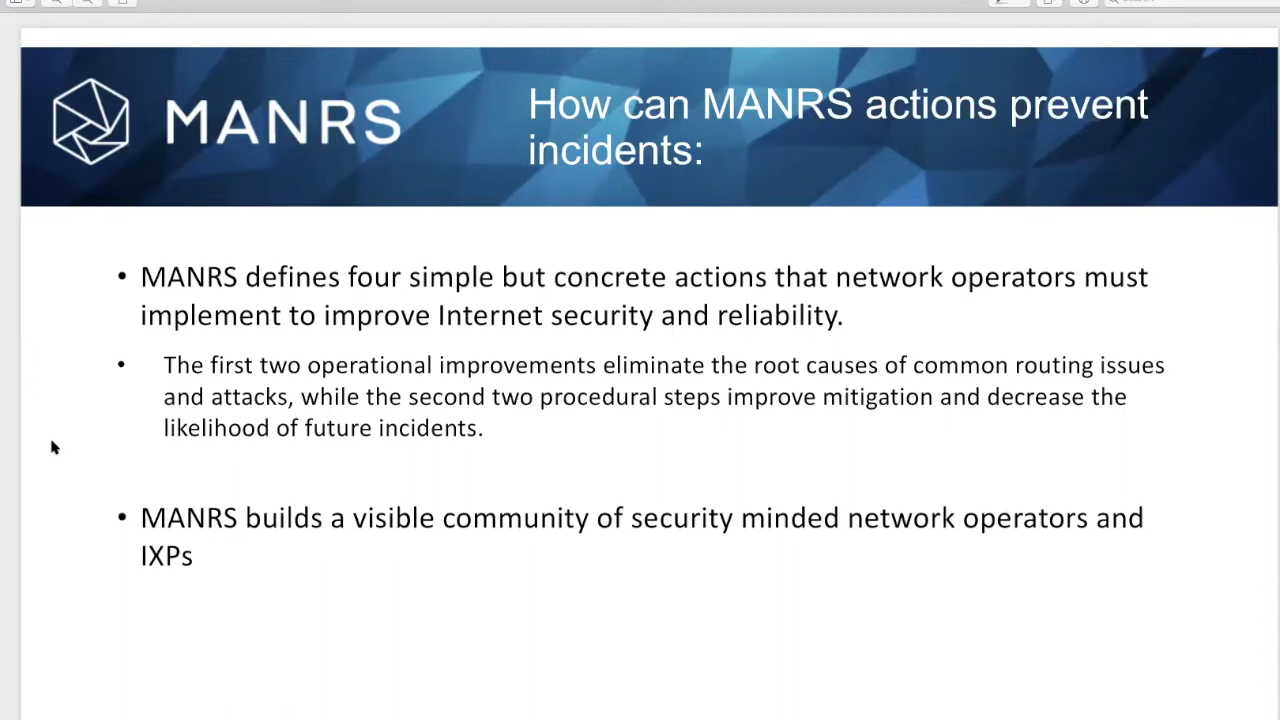 MANRS
How can MANRS actions prevent
incidents:
• MANRS defines four simple but concrete actions that network operators must
implement to improve Internet security and reliability.
• The first two operational improvements eliminate the root causes of common routing issues
and attacks, while the second two procedural steps improve mitigation and decrease the
likelihood of future incidents.
• MANRS builds a visible community of security minded network operators and
IXPs